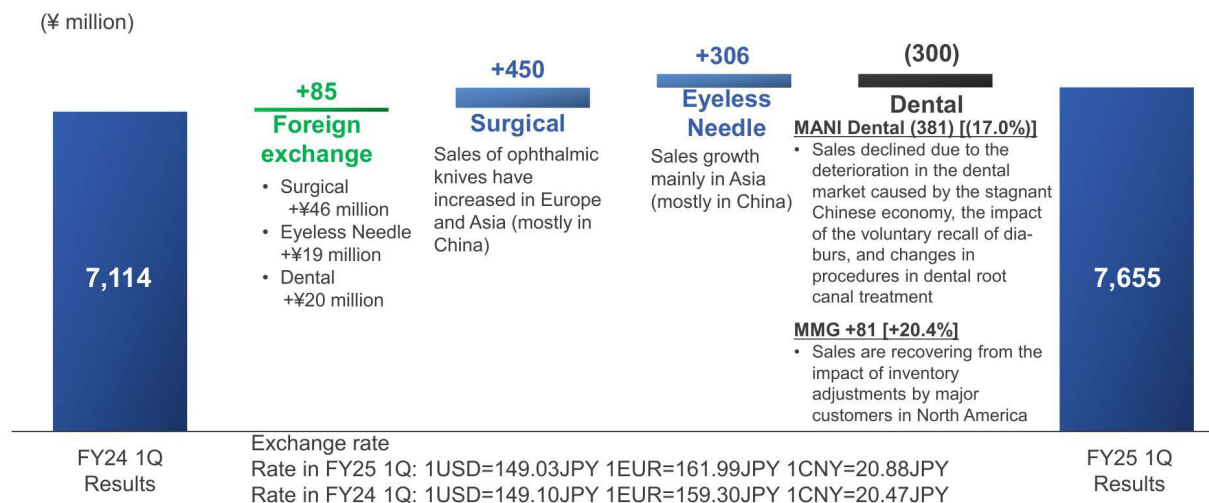 (¥ million)
7,114
FY24 1Q
Results
+85
Foreign
exchange
• Surgical
+¥46 million
• Eyeless Needle
+¥19 million
• Dental
+¥20 million
+450
Surgical
Sales of ophthalmic
knives have
increased in Europe
and Asia (mostly in
China)
+306
Eyeless
Needle
Sales growth
mainly in Asia
(mostly in China)
(300)
Dental
MANI Dental (381) [(17.0%)]
• Sales declined due to the
deterioration in the dental
market caused by the stagnant
Chinese economy, the impact
of the voluntary recall of dia-
burs, and changes in
procedures in dental root
canal treatment
MMG +81 [+20.4%]
• Sales are recovering from the
impact of inventory
adjustments by major
customers in North America
7,655
FY25 1Q
Results
Exchange rate
Rate in FY25 1Q: 1USD=149.03JPY 1EUR=161.99JPY 1CNY=20.88JPY
Rate in FY24 1Q: 1USD=149.10JPY 1EUR=159.30JPY 1CNY=20.47JPY